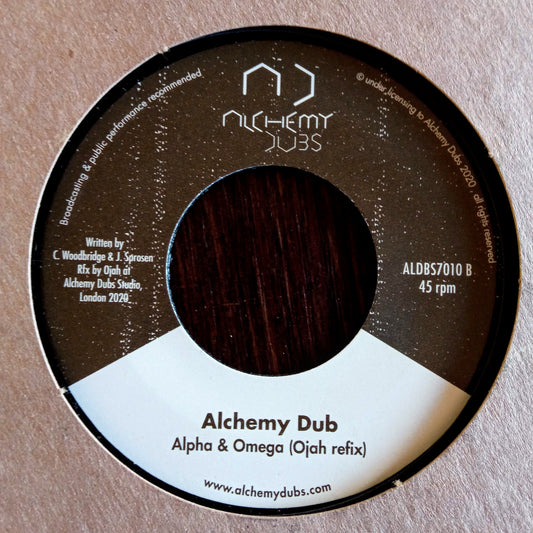 ALCHEMY
DUBS
Broadcasting & public performance recommended
© under licensing to Alchemy Dubs 2020 all rights reserved
Written by
C. Woodbridge & J. Sprosen
Rfx by Ojah at
Alchemy Dubs Studio,
London 2020
ALDBS7010 B
45 rpm
Alchemy Dub
Alpha & Omega (Ojah refix)
www.alchemydubs.com